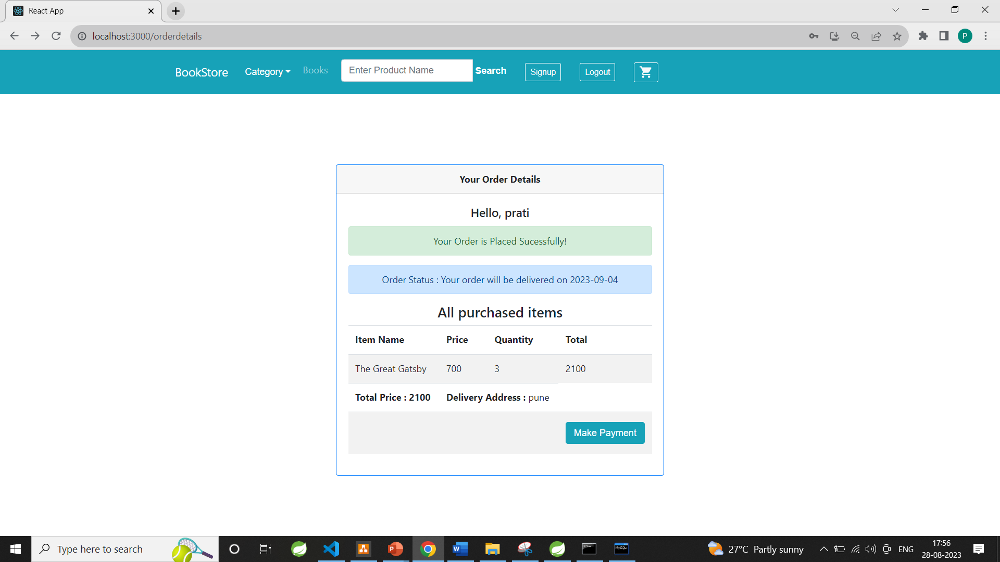 React App
localhost:3000/orderdetails
P
BookStore
Category
Books
Enter Product Name
Search
Signup
Logout
Your Order Details
Hello, prati
Your Order is Placed Sucessfully!
Order Status : Your order will be delivered on 2023-09-04
All purchased items
Item Name Price Quantity Total
The Great Gatsby 700 3 2100
Total Price : 2100 Delivery Address : pune
Make Payment
Type here to search
27°C Partly sunny
ENG
17:56
28-08-2023